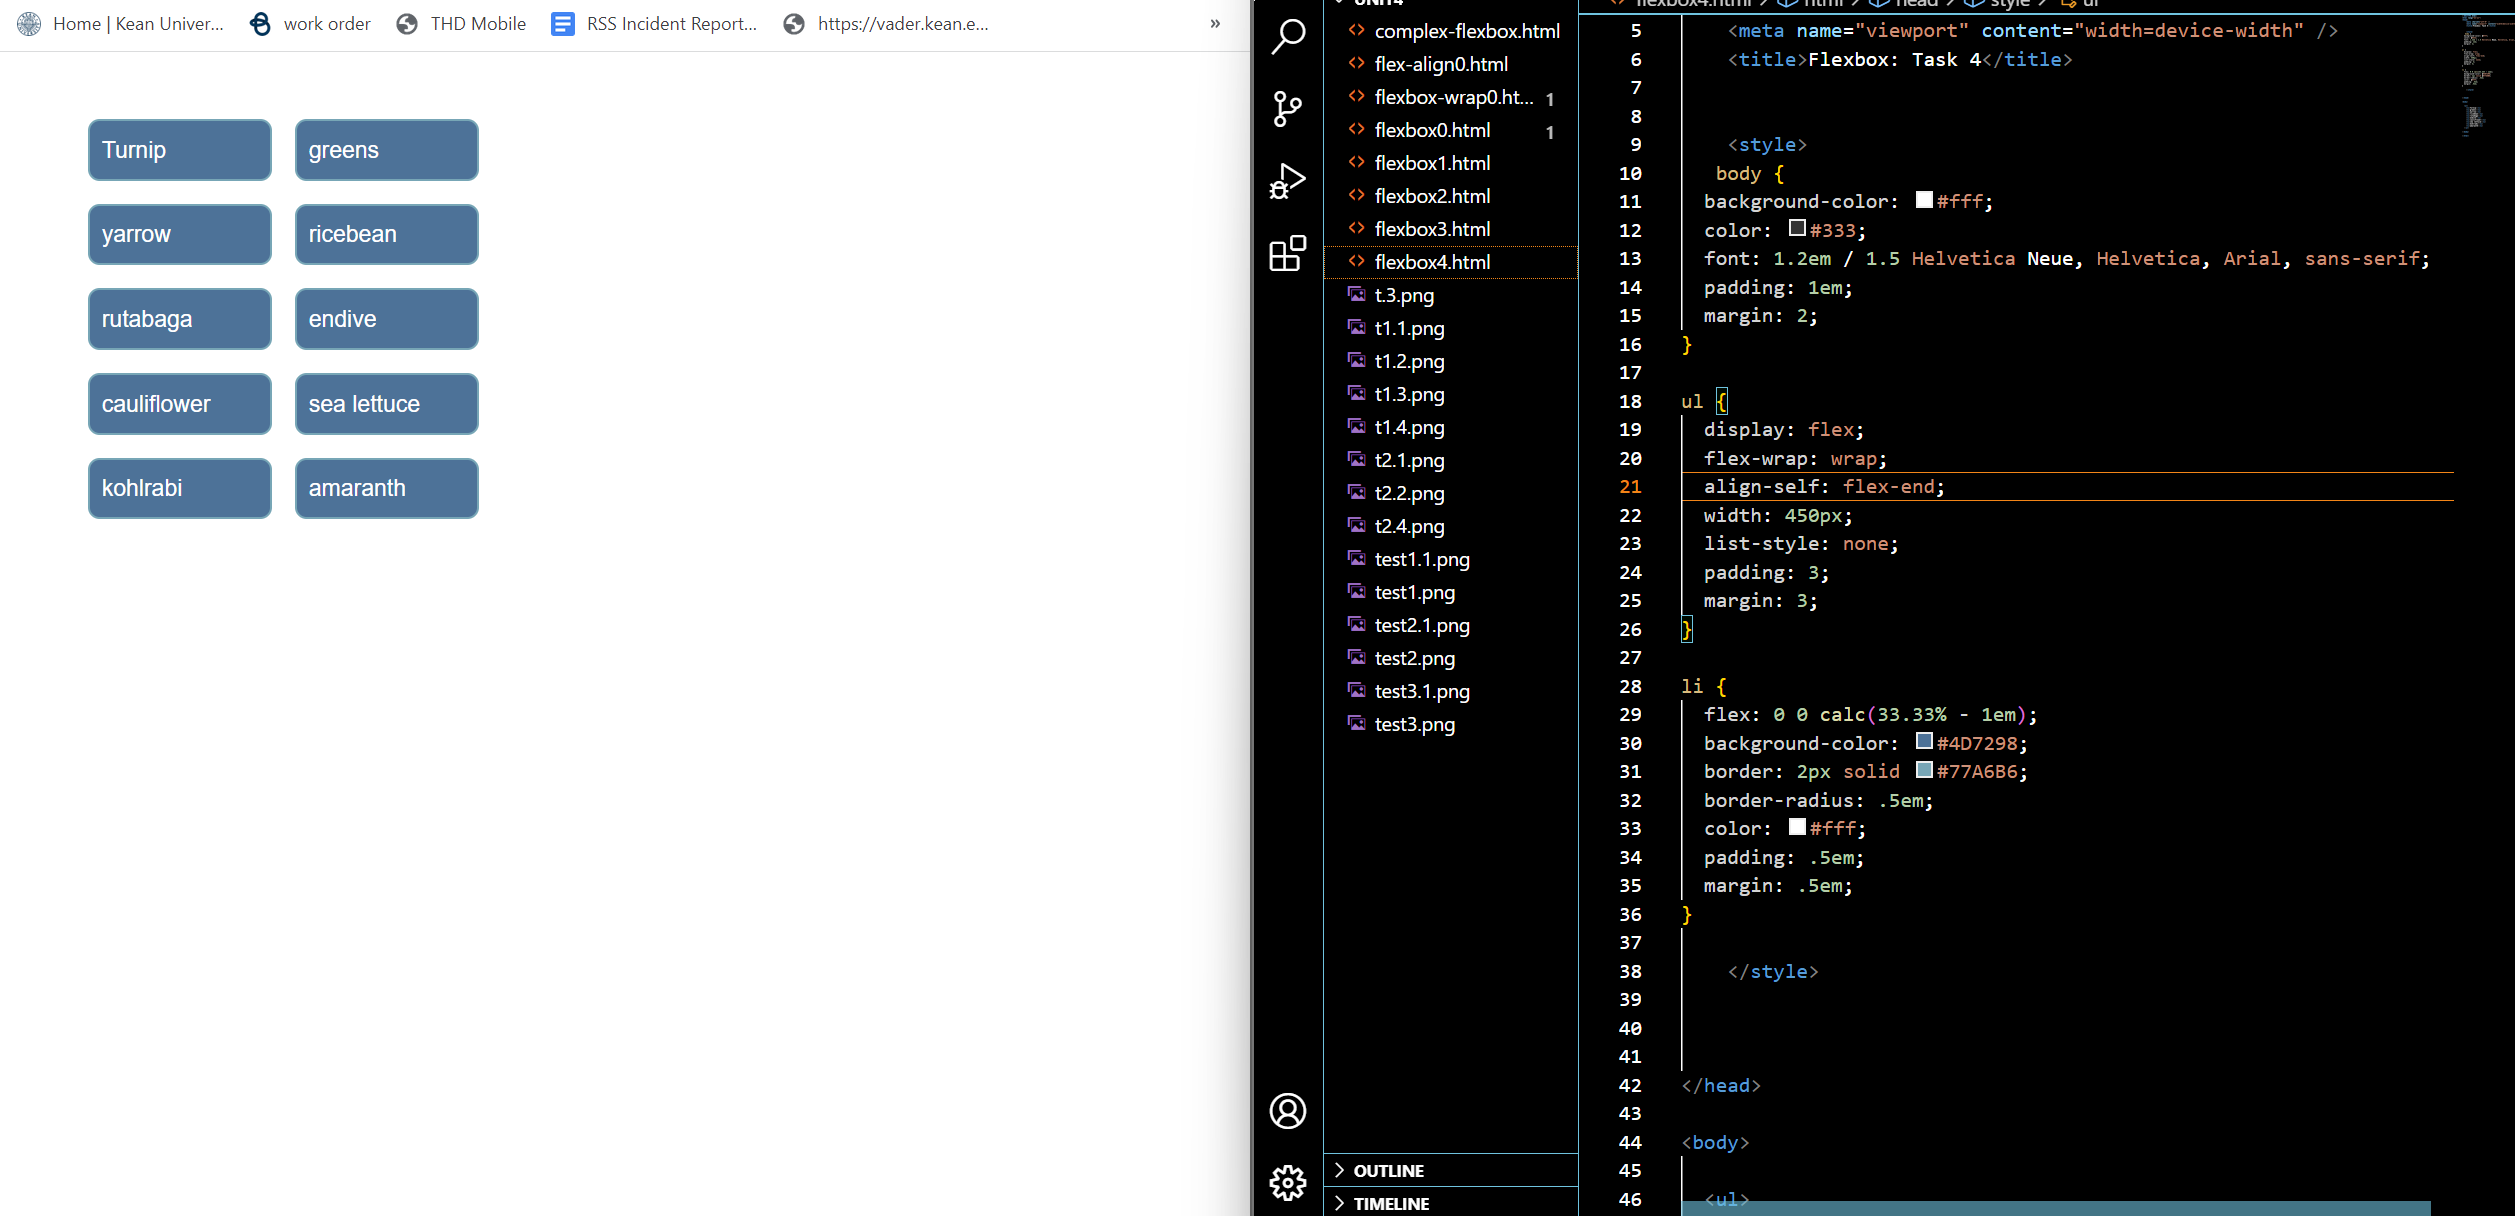 Home | Kean Univer... work order THD Mobile RSS Incident Report... https://vader.kean.e... »
Turnip greens
yarrow ricebean
rutabaga endive
cauliflower sea lettuce
kohlrabi amaranth
UNIT4
complex-flexbox.html
flex-align0.html
flexbox-wrap0.ht... 1
flexbox0.html 1
flexbox1.html
flexbox2.html
flexbox3.html
flexbox4.html
t.3.png
t1.1.png
t1.2.png
t1.3.png
t1.4.png
t2.1.png
t2.2.png
t2.4.png
test1.1.png
test1.png
test2.1.png
test2.png
test3.1.png
test3.png
OUTLINE
TIMELINE
flexbox4.html > html > head > style > ul
5 <meta name="viewport" content="width=device-width" />
6 <title>Flexbox: Task 4</title>
7
8
9 <style>
10 body {
11 background-color: #fff;
12 color: #333;
13 font: 1.2em / 1.5 Helvetica Neue, Helvetica, Arial, sans-serif;
14 padding: 1em;
15 margin: 2;
16 }
17
18 ul {
19 display: flex;
20 flex-wrap: wrap;
21 align-self: flex-end;
22 width: 450px;
23 list-style: none;
24 padding: 3;
25 margin: 3;
26 }
27
28 li {
29 flex: 0 0 calc(33.33% - 1em);
30 background-color: #4D7298;
31 border: 2px solid #77A6B6;
32 border-radius: .5em;
33 color: #fff;
34 padding: .5em;
35 margin: .5em;
36 }
37
38 </style>
39
40
41
42 </head>
43
44 <body>
45
46 <ul>